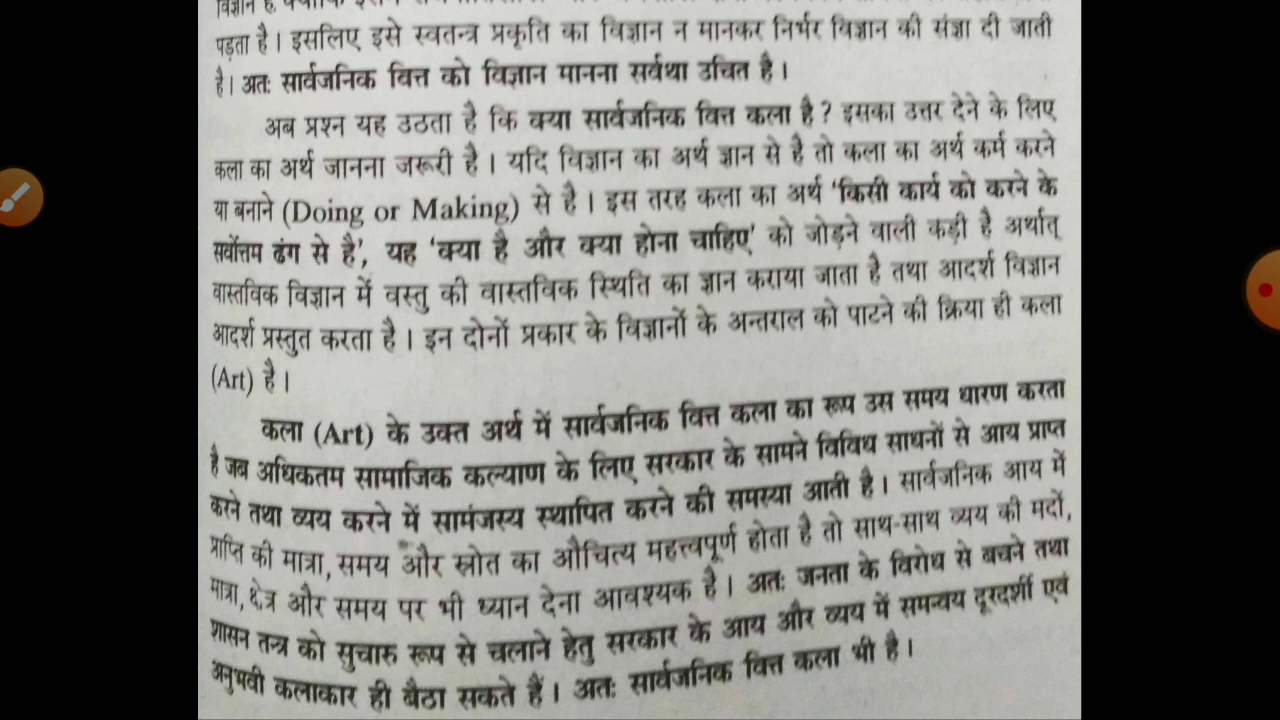 विज्ञान है,
पड़ता है। इसलिए इसे स्वतन्त्र प्रकृति का विज्ञान न मानकर निर्भर विज्ञान की संज्ञा दी जाती
है। अतः सार्वजनिक वित्त को विज्ञान मानना सर्वथा उचित है।
अब प्रश्न यह उठता है कि क्या सार्वजनिक वित्त कला है? इसका उत्तर देने के लिए
कला का अर्थ जानना जरूरी है। यदि विज्ञान का अर्थ ज्ञान से है तो कला का अर्थ कर्म करने
या बनाने (Doing or Making) से है। इस तरह कला का अर्थ ‘किसी कार्य को करने के
सर्वोत्तम ढंग से है’, यह ‘क्या है और क्या होना चाहिए’ को जोड़ने वाली कड़ी है अर्थात्
वास्तविक विज्ञान में वस्तु की वास्तविक स्थिति का ज्ञान कराया जाता है तथा आदर्श विज्ञान
आदर्श प्रस्तुत करता है। इन दोनों प्रकार के विज्ञानों के अन्तराल को पाटने की क्रिया ही कला
(Art) है।
कला (Art) के उक्त अर्थ में सार्वजनिक वित्त कला का रूप उस समय धारण करता
है जब अधिकतम सामाजिक कल्याण के लिए सरकार के सामने विविध साधनों से आय प्राप्त
करने तथा व्यय करने में सामंजस्य स्थापित करने की समस्या आती है। सार्वजनिक आय में
प्राप्ति की मात्रा, समय और स्रोत का औचित्य महत्त्वपूर्ण होता है तो साथ-साथ व्यय की मदों,
मात्रा, क्षेत्र और समय पर भी ध्यान देना आवश्यक है। अतः जनता के विरोध से बचने तथा
शासन तन्त्र को सुचारु रूप से चलाने हेतु सरकार के आय और व्यय में समन्वय दूरदर्शी एवं
अनुभवी कलाकार ही बैठा सकते हैं। अतः सार्वजनिक वित्त कला भी है।